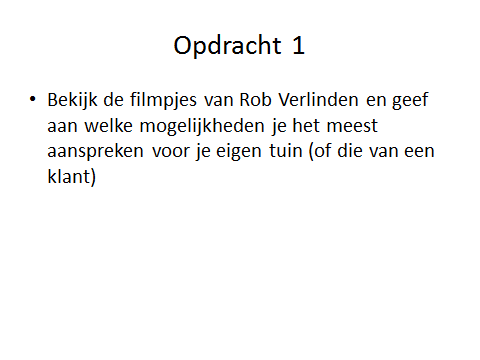 Opdracht 1
• Bekijk de filmpjes van Rob Verlinden en geef
aan welke mogelijkheden je het meest
aanspreken voor je eigen tuin (of die van een
klant)